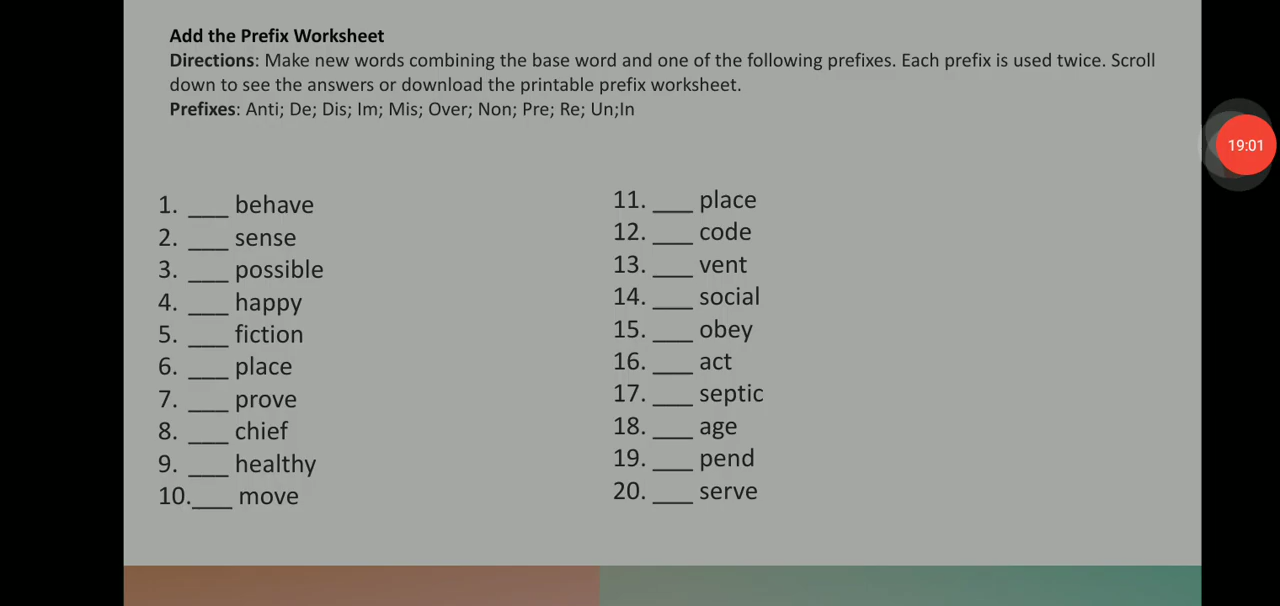 Add the Prefix Worksheet
Directions: Make new words combining the base word and one of the following prefixes. Each prefix is used twice. Scroll
down to see the answers or download the printable prefix worksheet.
Prefixes: Anti; De; Dis; Im; Mis; Over; Non; Pre; Re; Un;In
19:01
1. ___ behave
2. ___ sense
3. ___ possible
4. ___ happy
5. ___ fiction
6. ___ place
7. ___ prove
8. ___ chief
9. ___ healthy
10.___ move
11. ___ place
12. ___ code
13. ___ vent
14. ___ social
15. ___ obey
16. ___ act
17. ___ septic
18. ___ age
19. ___ pend
20. ___ serve